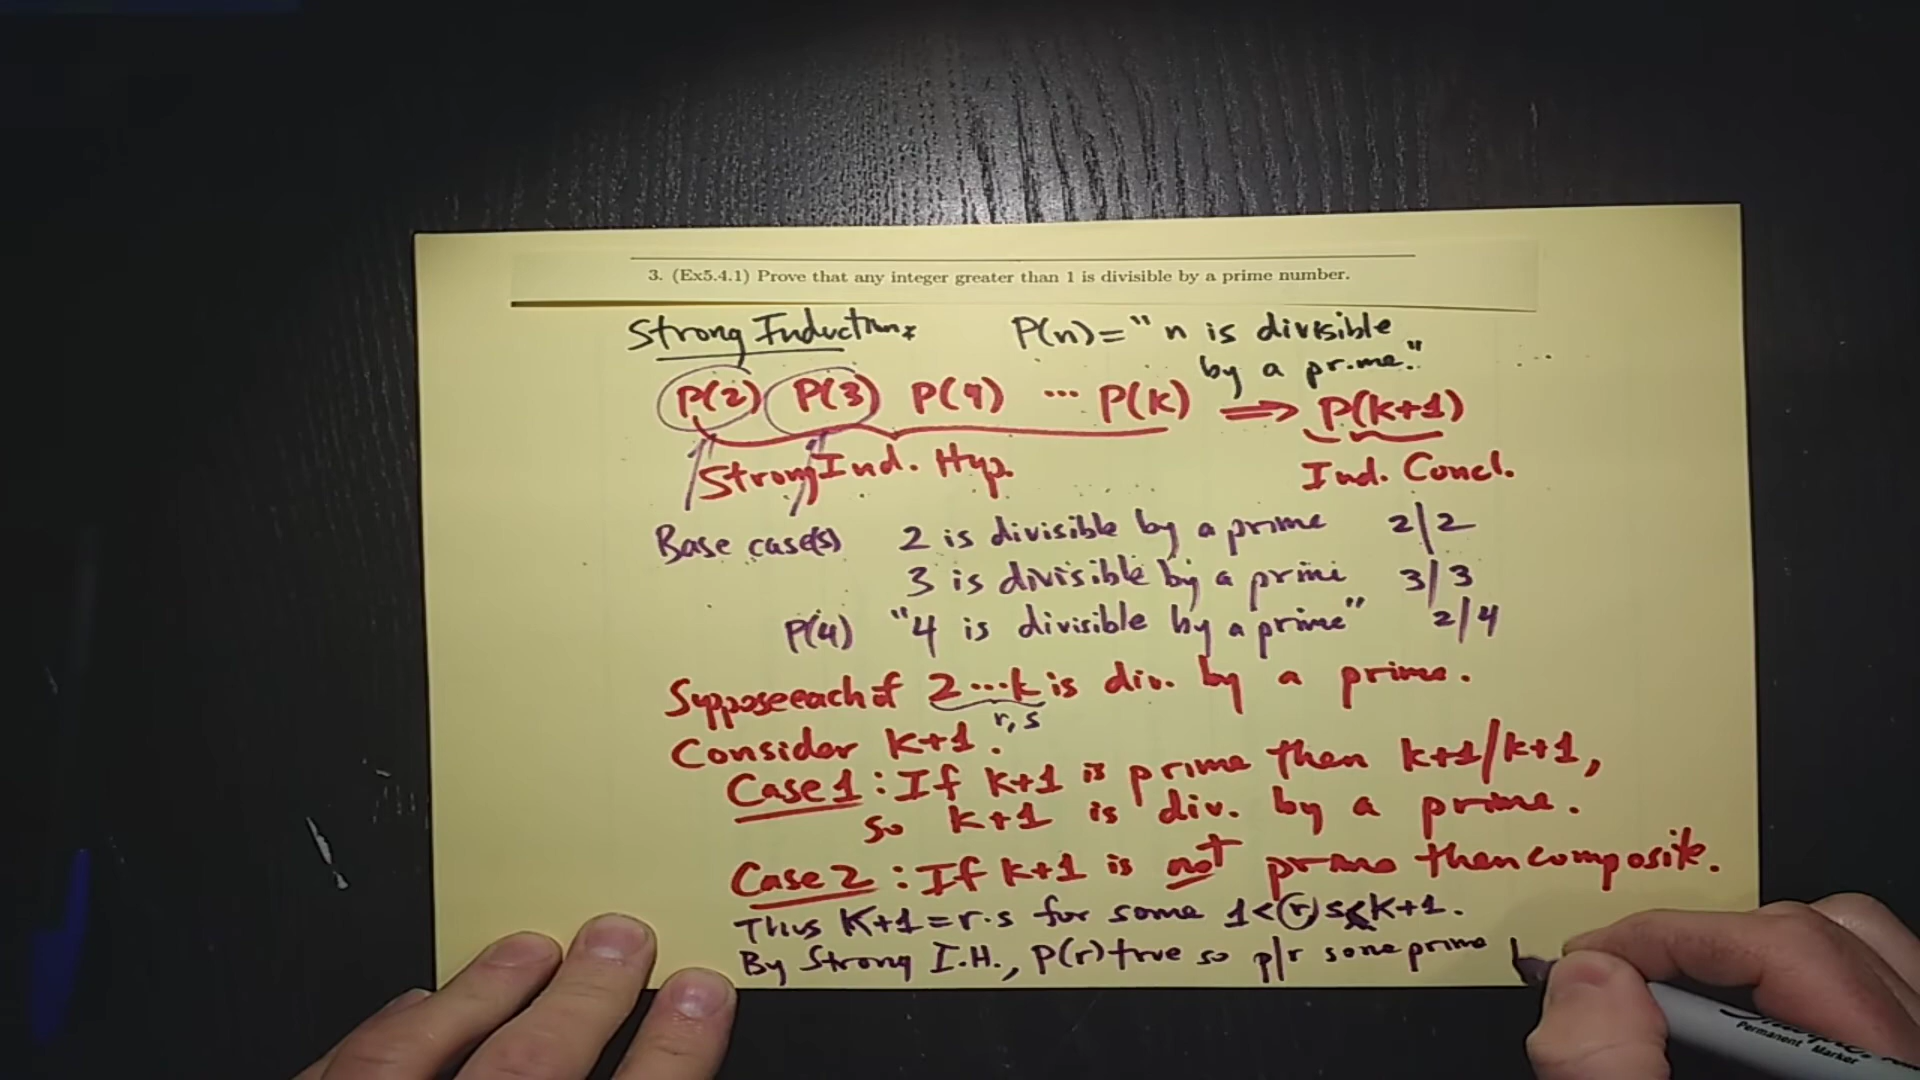 3. (Ex5.4.1) Prove that any integer greater than 1 is divisible by a prime number.
Strong Induction: P(n)= "n is divisible
by a prime."
P(2) P(3) P(4) ... P(k) ⇒ P(k+1)
Strong Ind. Hyp. Ind. Concl.
Base case(s) 2 is divisible by a prime 2|2
3 is divisible by a prime 3|3
P(4) "4 is divisible by a prime" 2|4
Suppose each of 2...k is div. by a prime.
r, s
Consider k+1.
Case 1: If k+1 is prime then k+1/k+1,
so k+1 is div. by a prime.
Case 2: If k+1 is not prime then composite.
Thus k+1=r·s for some 1<r, s<k+1.
By Strong I.H., P(r) true so p|r some prime
Permanent Marker